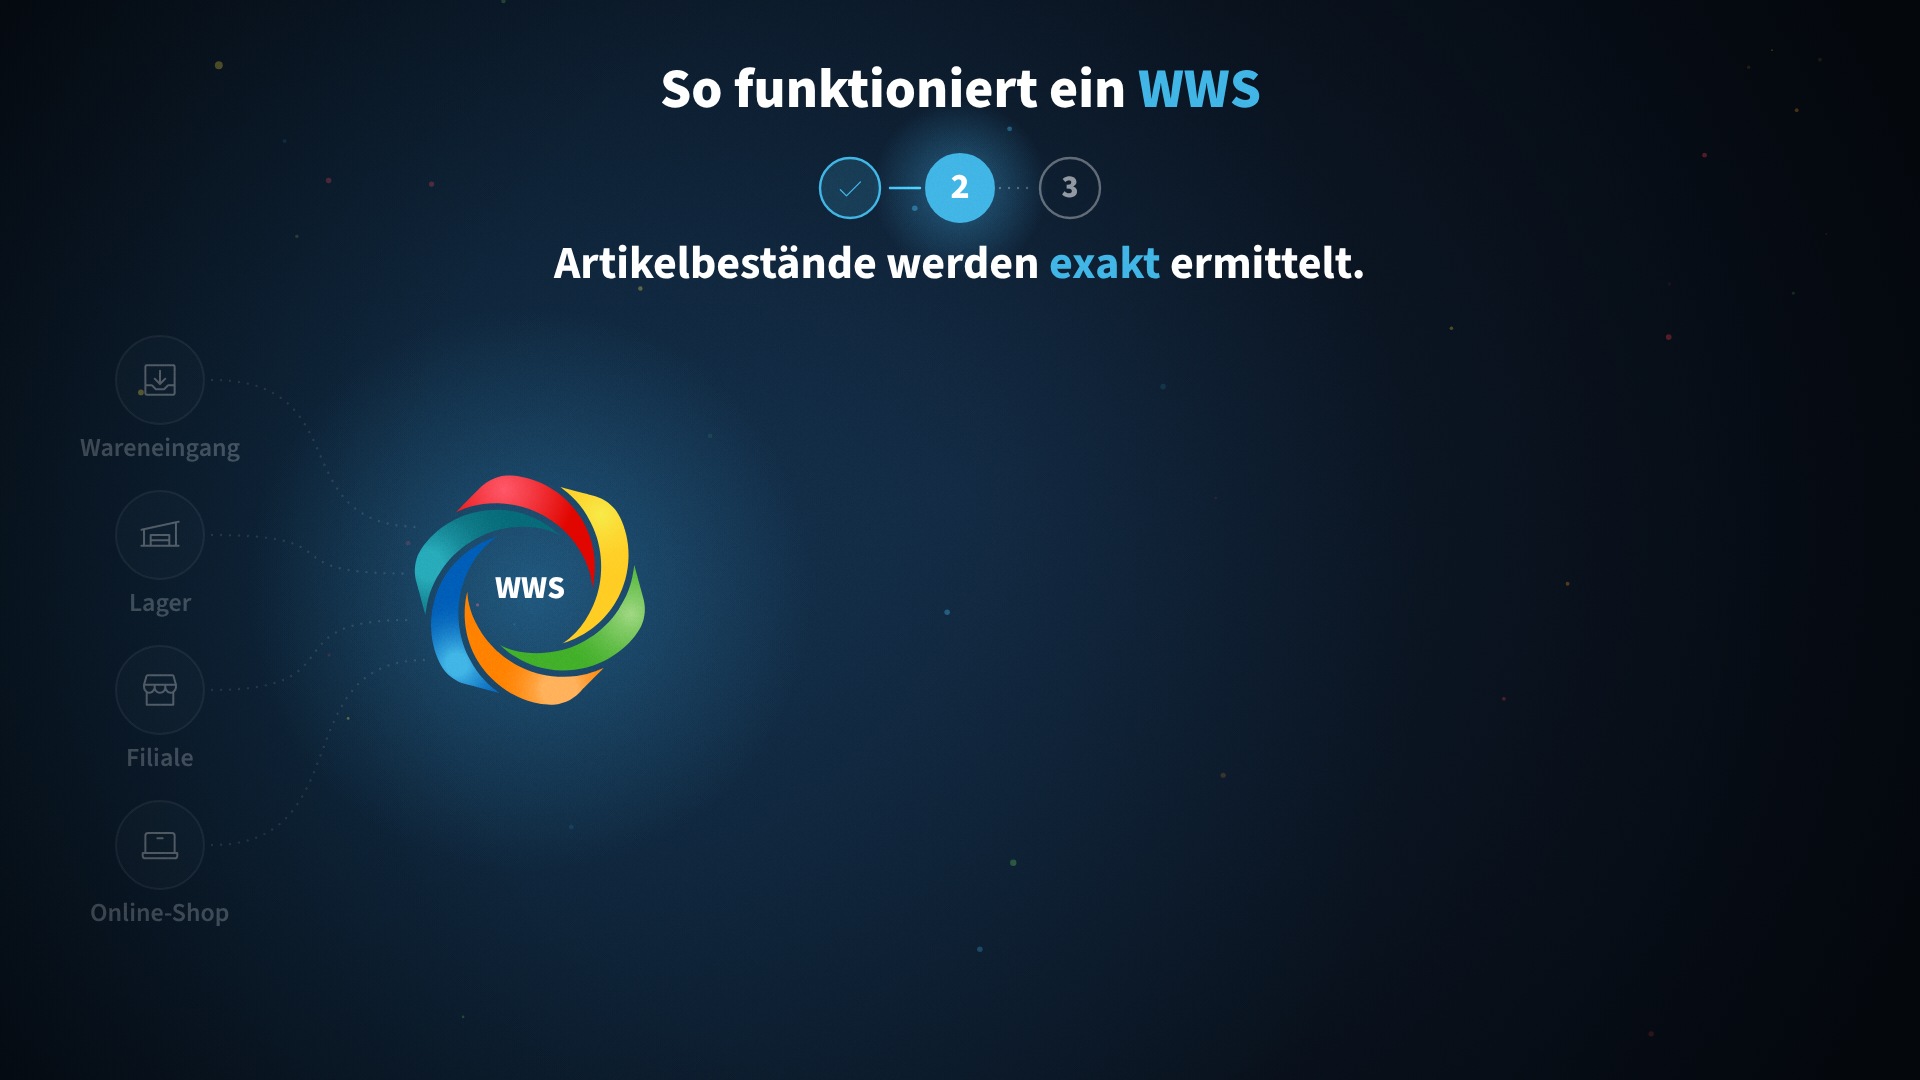 So funktioniert ein WWS
2
3
Artikelbestände werden exakt ermittelt.
Wareneingang
Lager
Filiale
Online-Shop
WWS